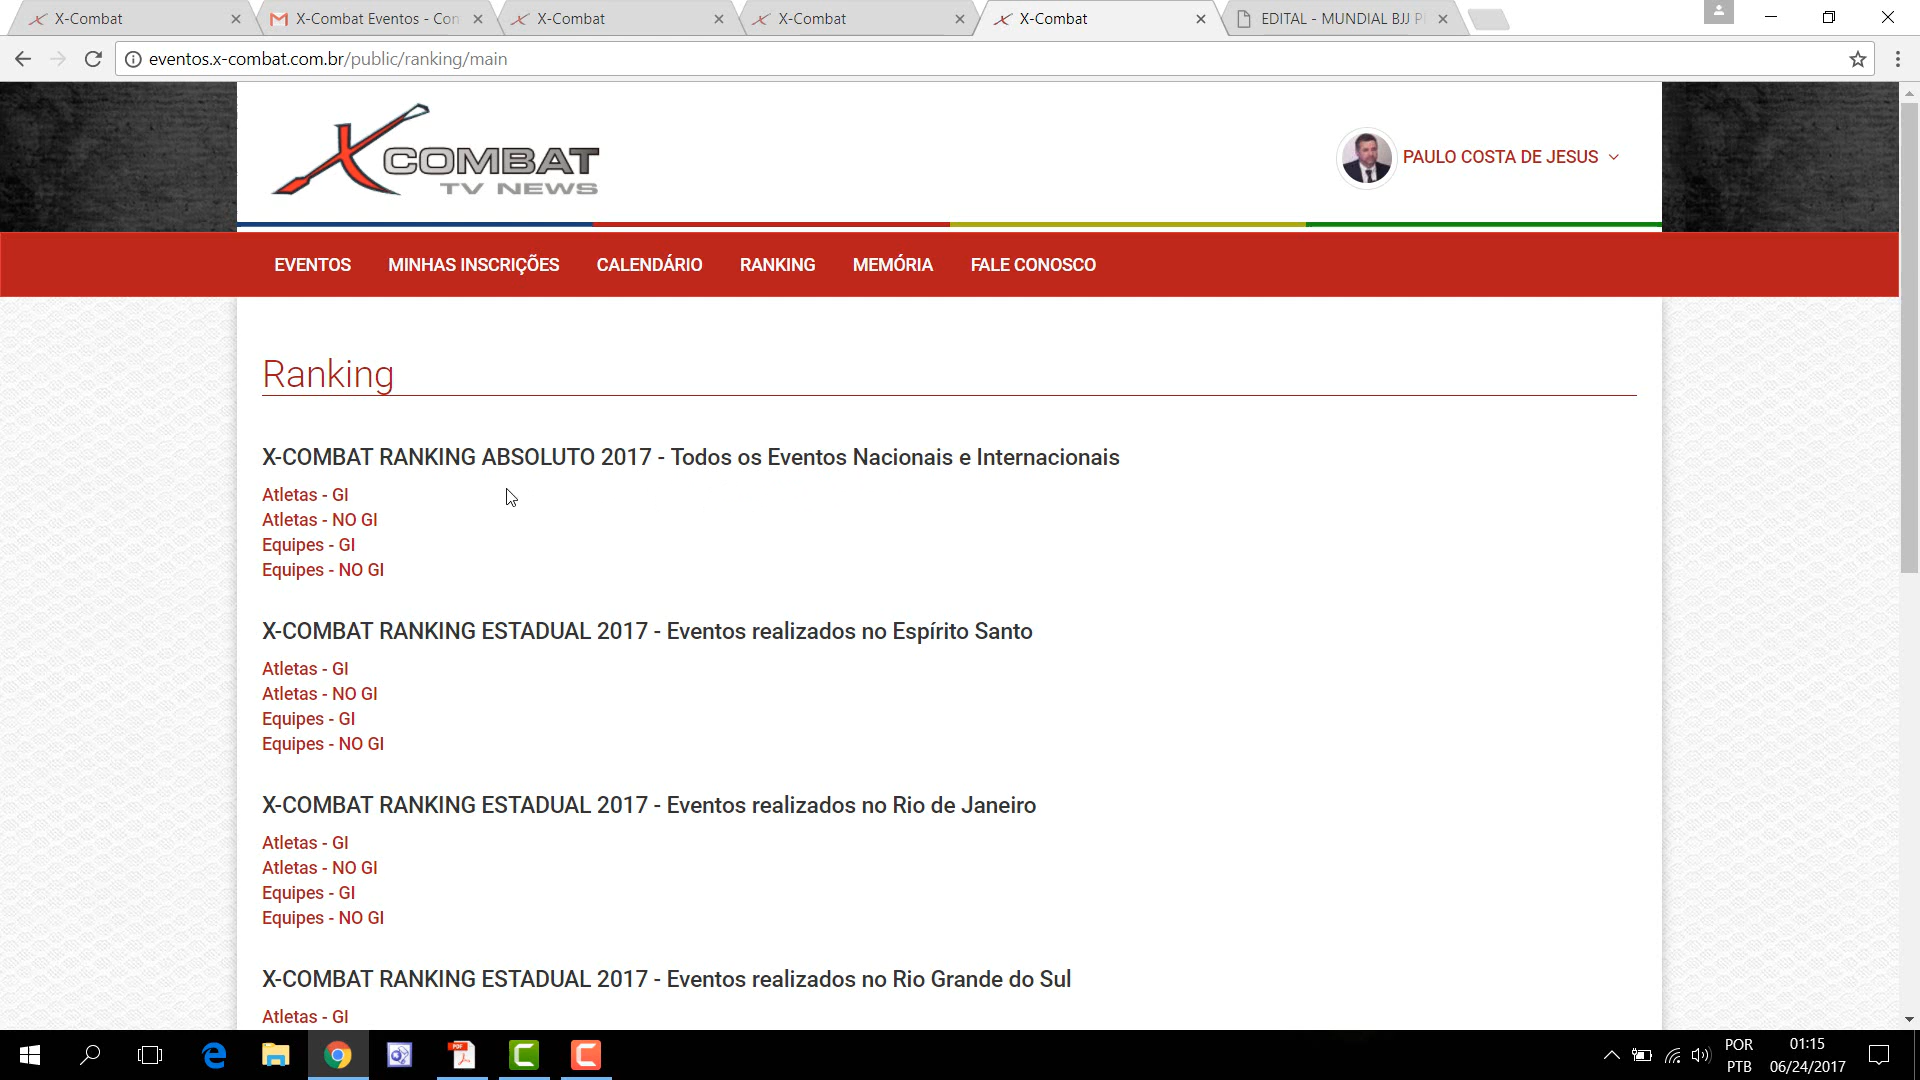 X-Combat
X-Combat Eventos - Con
X-Combat
X-Combat
X-Combat
EDITAL - MUNDIAL BJJ P
eventos.x-combat.com.br/public/ranking/main
XCOMBAT
TV NEWS
PAULO COSTA DE JESUS
EVENTOS MINHAS INSCRIÇÕES CALENDÁRIO RANKING MEMÓRIA FALE CONOSCO
Ranking
X-COMBAT RANKING ABSOLUTO 2017 - Todos os Eventos Nacionais e Internacionais
Atletas - GI
Atletas - NO GI
Equipes - GI
Equipes - NO GI
X-COMBAT RANKING ESTADUAL 2017 - Eventos realizados no Espírito Santo
Atletas - GI
Atletas - NO GI
Equipes - GI
Equipes - NO GI
X-COMBAT RANKING ESTADUAL 2017 - Eventos realizados no Rio de Janeiro
Atletas - GI
Atletas - NO GI
Equipes - GI
Equipes - NO GI
X-COMBAT RANKING ESTADUAL 2017 - Eventos realizados no Rio Grande do Sul
Atletas - GI
POR
PTB
01:15
06/24/2017